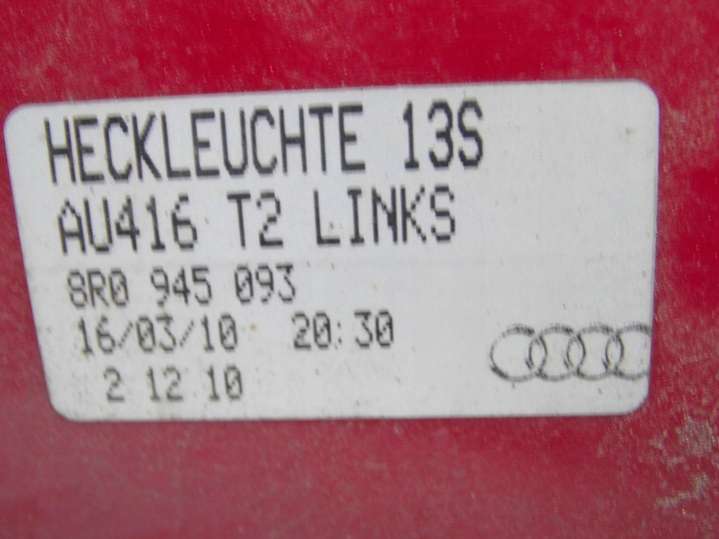 HECKLEUCHTE 13S
AU416 T2 LINKS
8R0 945 093
16/03/10 20:30
2 12 10